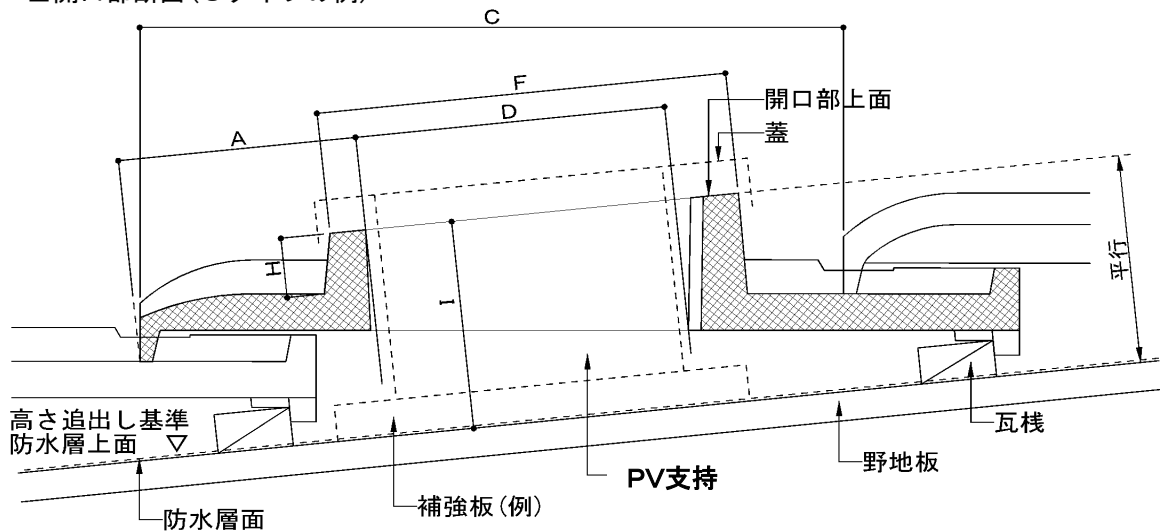 C
F
D
A
開口部上面
蓋
H
I
平行
高さ追出し基準
防水層上面 ▽
瓦桟
野地板
PV支持
補強板(例)
防水層面